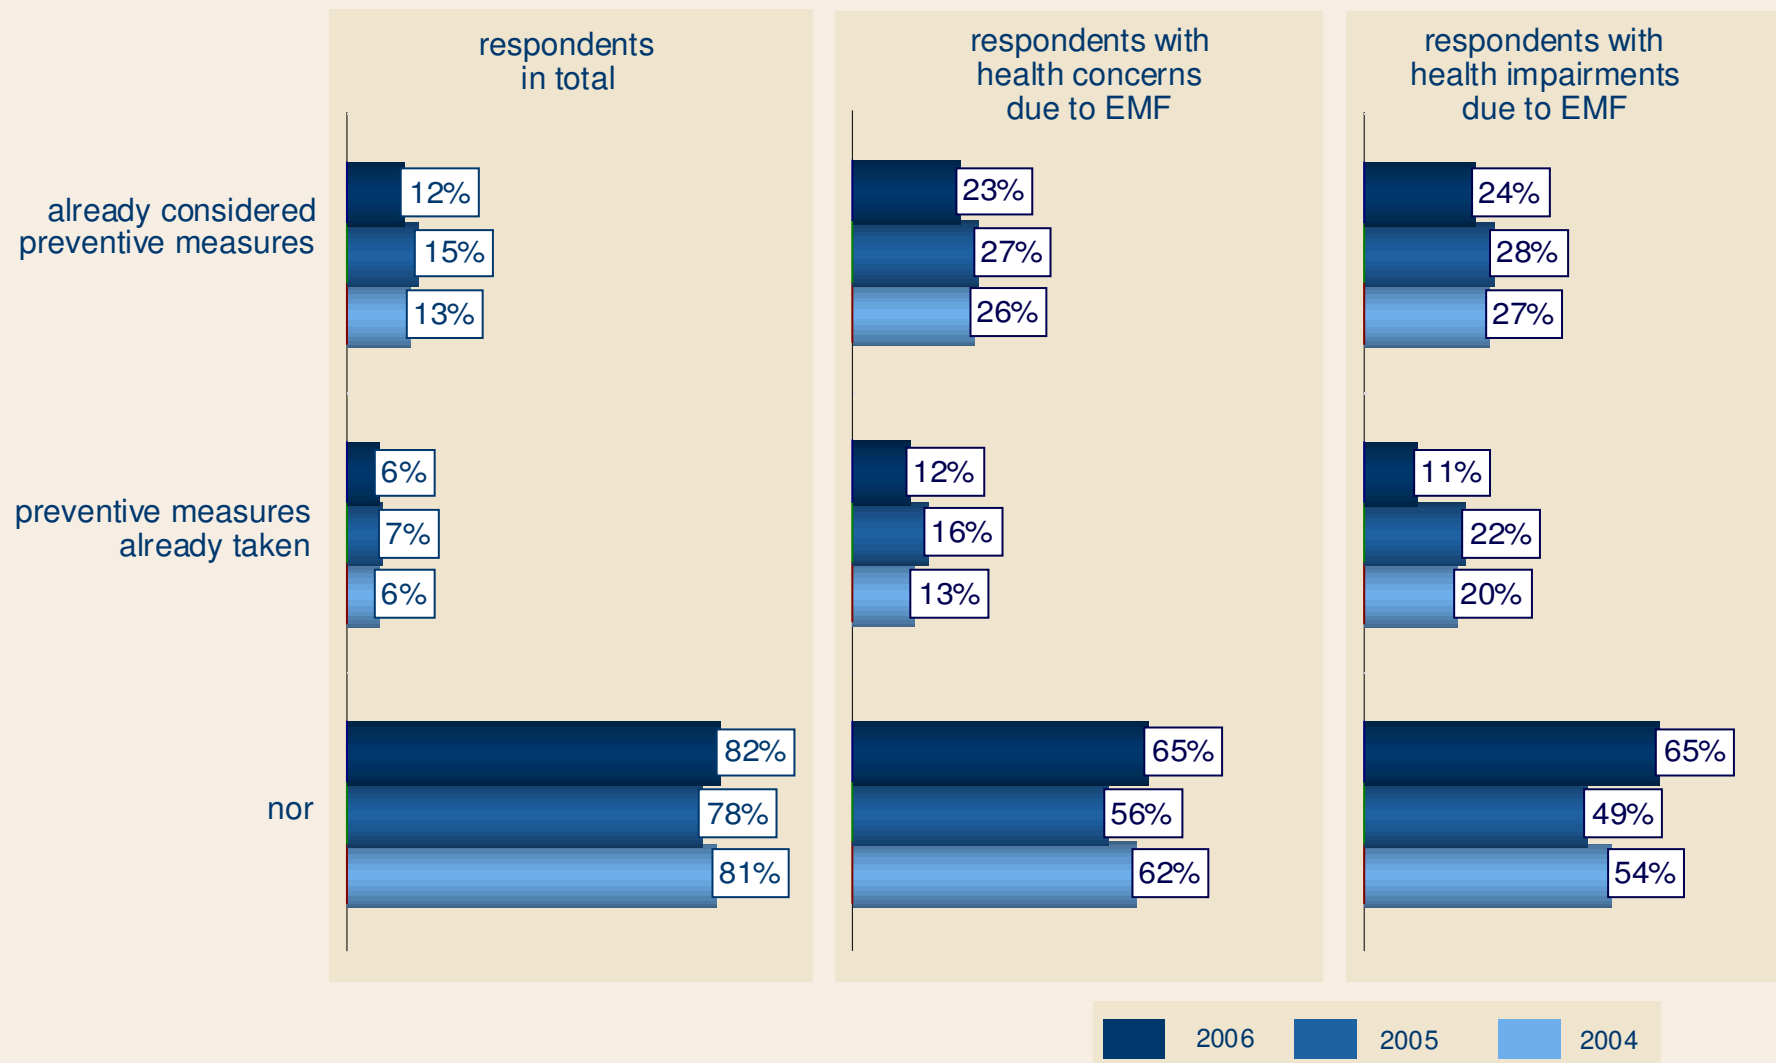 respondents
in total
respondents with
health concerns
due to EMF
respondents with
health impairments
due to EMF
already considered
preventive measures
12%
15%
13%
23%
27%
26%
24%
28%
27%
preventive measures
already taken
6%
7%
6%
12%
16%
13%
11%
22%
20%
nor
82%
78%
81%
65%
56%
62%
65%
49%
54%
2006
2005
2004